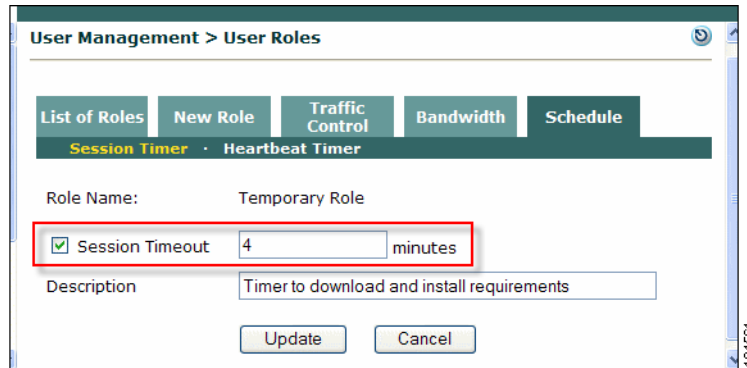 User Management > User Roles
List of Roles New Role Traffic Control Bandwidth Schedule
Session Timer · Heartbeat Timer
Role Name: Temporary Role
Session Timeout 4 minutes
Description Timer to download and install requirements
Update Cancel